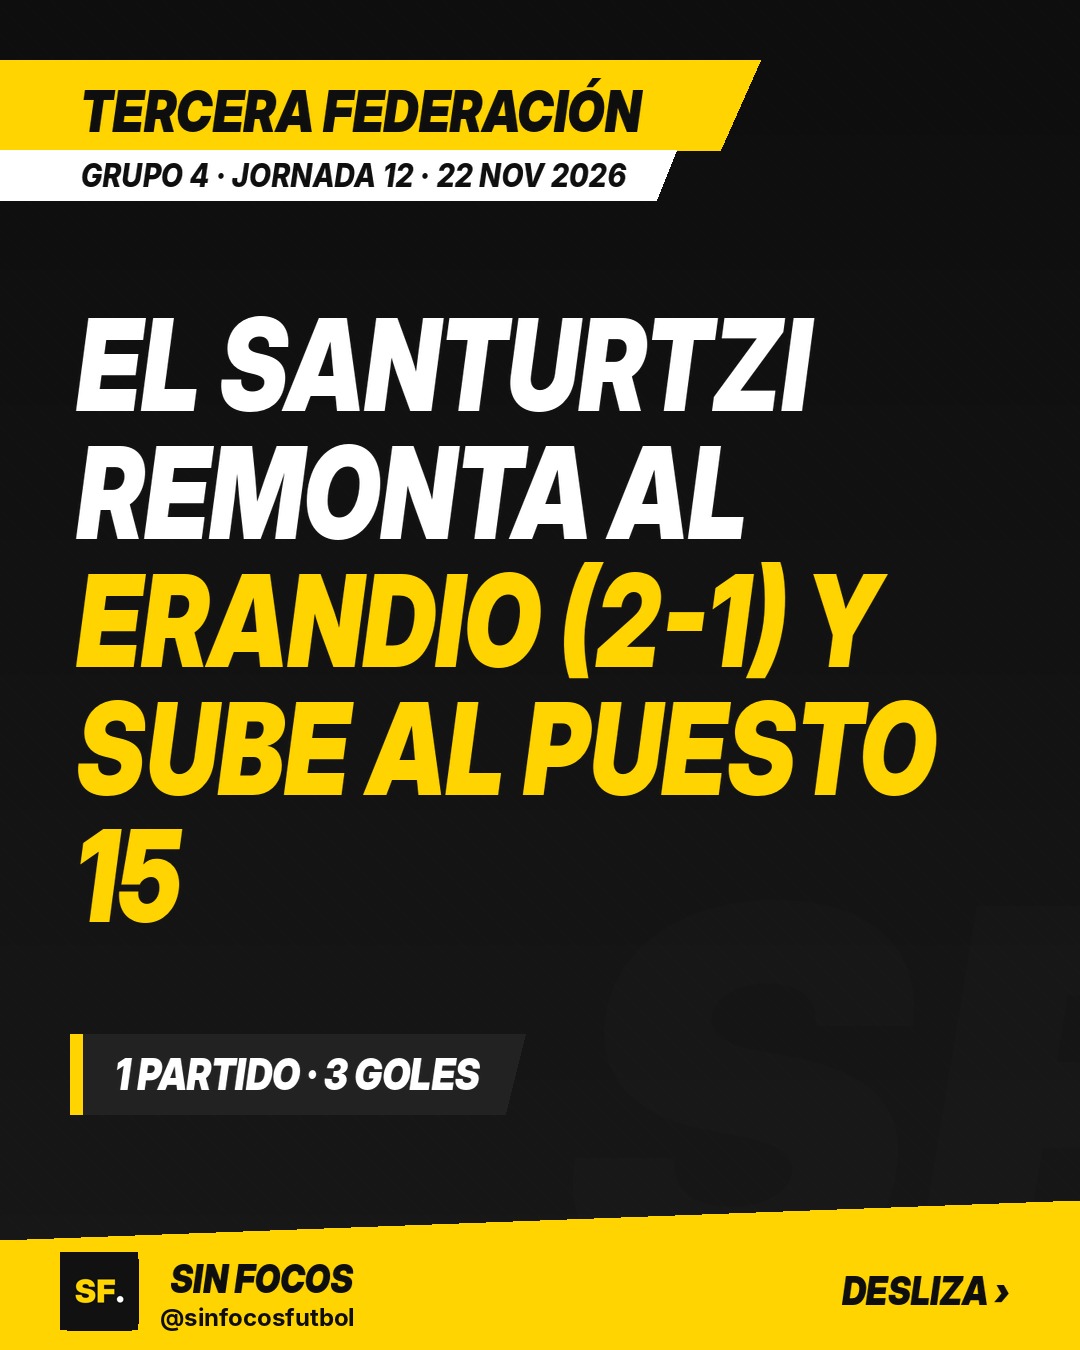 TERCERA FEDERACIÓN
GRUPO 4 · JORNADA 12 · 22 NOV 2026
EL SANTURTZI
REMONTA AL
ERANDIO (2-1) Y
SUBE AL PUESTO
15
1 PARTIDO · 3 GOLES
SF
SF.
SIN FOCOS
@sinfocosfutbol
DESLIZA ›